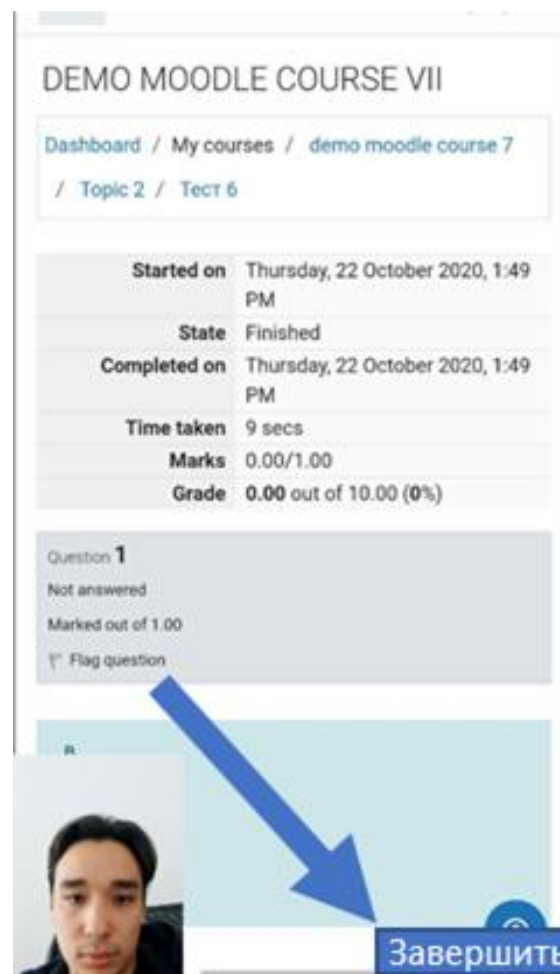 DEMO MOODLE COURSE VII
Dashboard / My courses / demo moodle course 7
/ Topic 2 / Тест 6
Started on Thursday, 22 October 2020, 1:49
PM
State Finished
Completed on Thursday, 22 October 2020, 1:49
PM
Time taken 9 secs
Marks 0.00/1.00
Grade 0.00 out of 10.00 (0%)
Question 1
Not answered
Marked out of 1.00
Flag question
Завершить